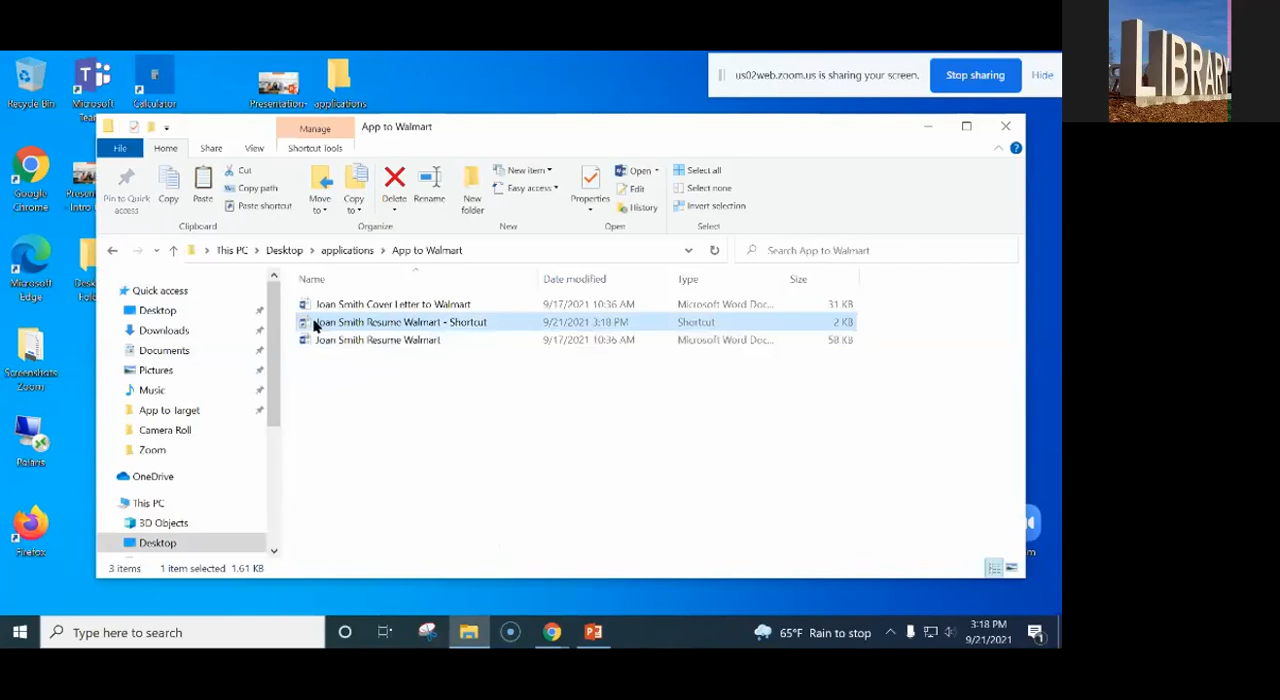 LIBRARY
Recycle Bin
Microsoft
Calculator
Presentation-
applications
us02web.zoom.us is sharing your screen.
Stop sharing
Hide
Manage
App to Walmart
File
Home
Share
View
Shortcut Tools
Pin to Quick
access
Copy
Paste
Cut
Copy path
Paste shortcut
Move
to
Copy
to
Delete
Rename
New
folder
New item
Easy access
Properties
Open
Edit
History
Select all
Select none
Invert selection
Clipboard
Organize
New
Open
Select
This PC
Desktop
applications
App to Walmart
Search App to Walmart
Name
Date modified
Type
Size
Joan Smith Cover Letter to Walmart 9/17/2021 10:36 AM Microsoft Word Doc... 31 KB
Joan Smith Resume Walmart - Shortcut 9/21/2021 3:18 PM Shortcut 2 KB
Joan Smith Resume Walmart 9/17/2021 10:36 AM Microsoft Word Doc... 58 KB
Quick access
Desktop
Downloads
Documents
Pictures
Music
App to Target
Camera Roll
Zoom
OneDrive
This PC
3D Objects
Desktop
3 items 1 item selected 1.61 KB
Google
Chrome
Microsoft
Edge
Screenshare
Zoom
Polaris
Firefox
Type here to search
65°F Rain to stop
3:18 PM
9/21/2021
1